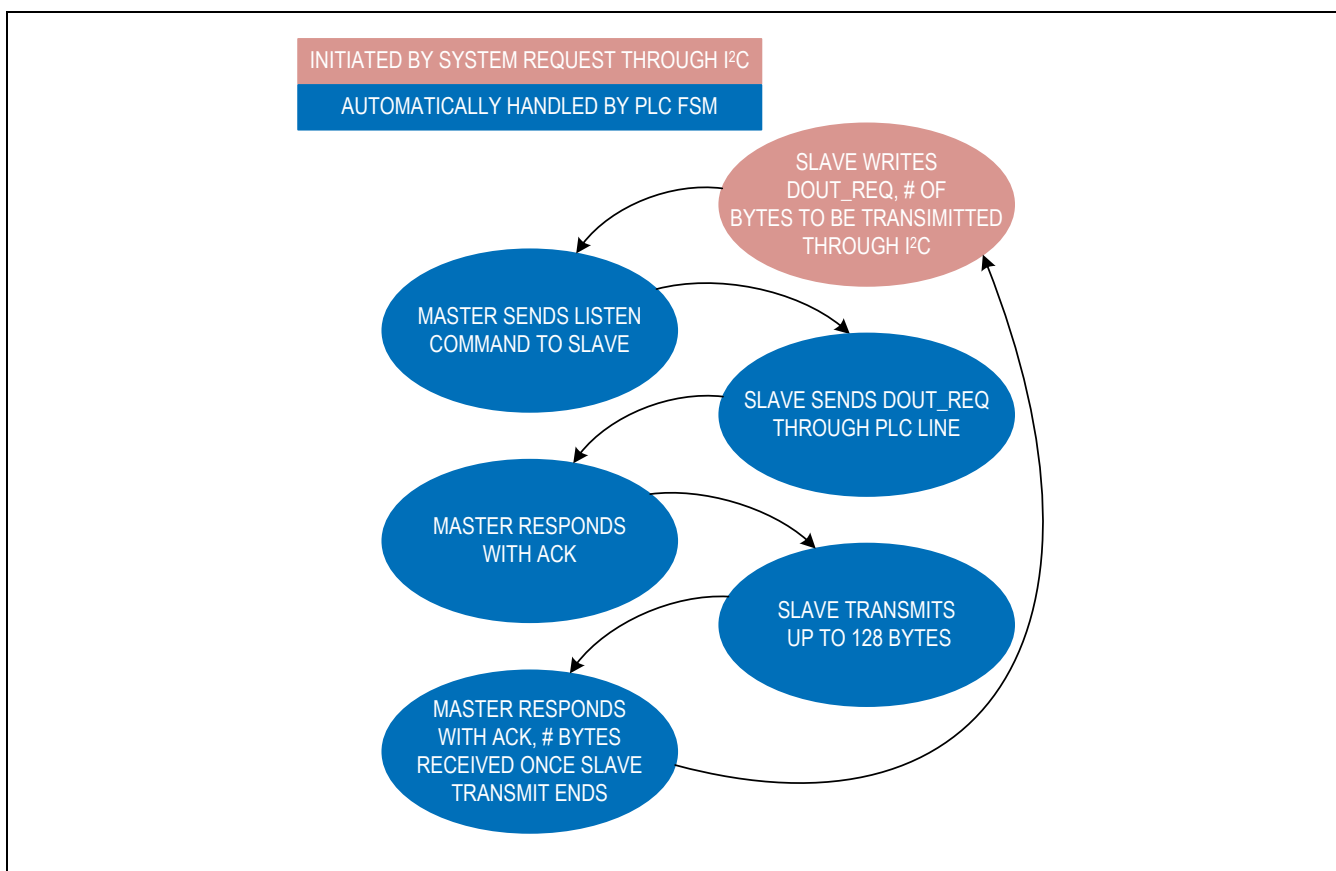 INITIATED BY SYSTEM REQUEST THROUGH I²C
AUTOMATICALLY HANDLED BY PLC FSM
SLAVE WRITES
DOUT_REQ, # OF
BYTES TO BE TRANSIMITTED
THROUGH I²C
MASTER SENDS LISTEN
COMMAND TO SLAVE
SLAVE SENDS DOUT_REQ
THROUGH PLC LINE
MASTER RESPONDS
WITH ACK
SLAVE TRANSMITS
UP TO 128 BYTES
MASTER RESPONDS
WITH ACK, # BYTES
RECEIVED ONCE SLAVE
TRANSMIT ENDS